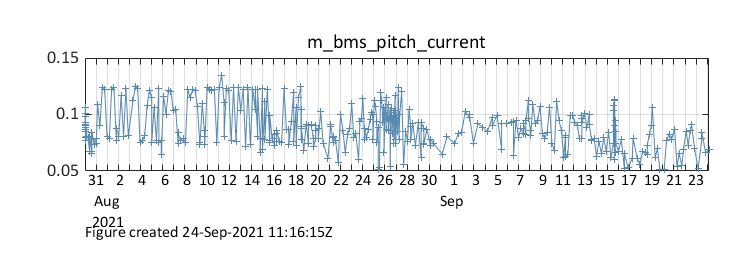 m_bms_pitch_current
0.15
0.1
0.05
31 2 4 6 8 10 12 14 16 18 20 22 24 26 28 30 1 3 5 7 9 11 13 15 17 19 21 23
Aug Sep
2021
Figure created 24-Sep-2021 11:16:15Z